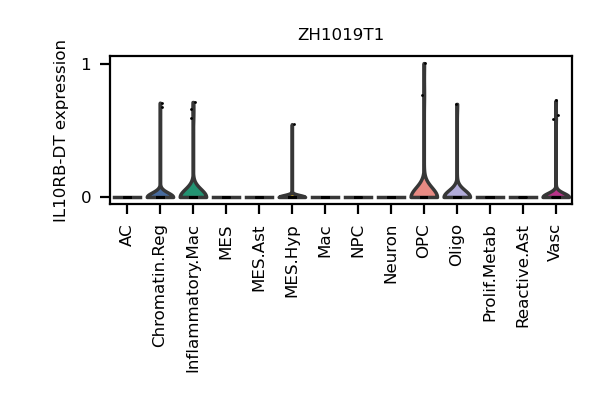 ZH1019T1
IL10RB-DT expression
1
0
AC
Chromatin.Reg
Inflammatory.Mac
MES
MES.Ast
MES.Hyp
Mac
NPC
Neuron
OPC
Oligo
Prolif.Metab
Reactive.Ast
Vasc